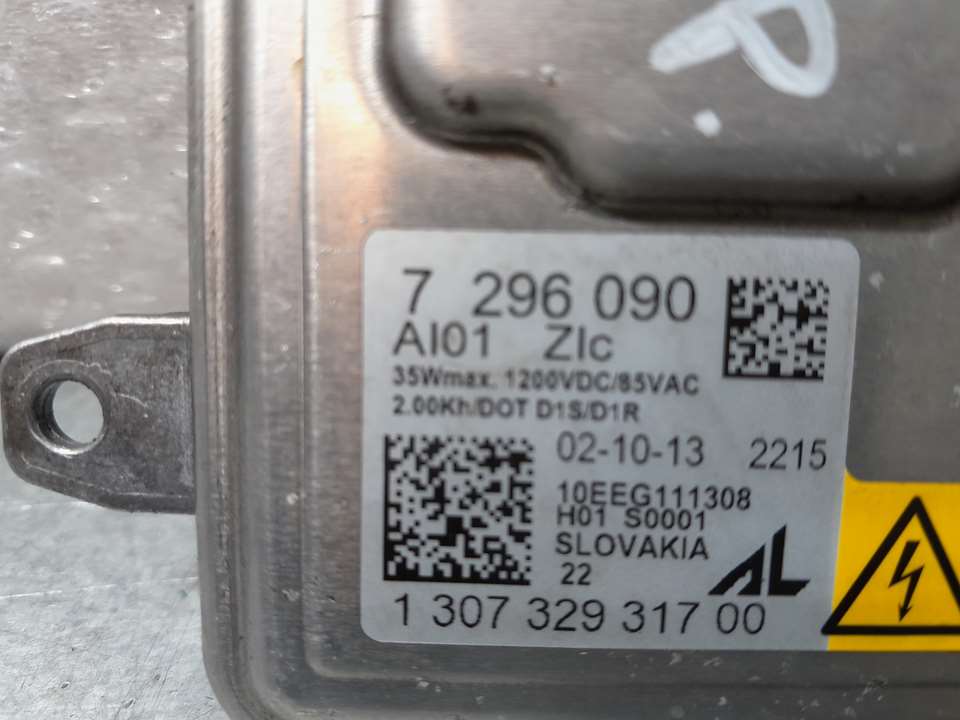 P.
7 296 090
AI01 ZIc
35Wmax. 1200VDC/85VAC
2.00Kh/DOT D1S/D1R
02-10-13 2215
10EEG111308
H01 S0001
SLOVAKIA
22
AL
1 307 329 317 00